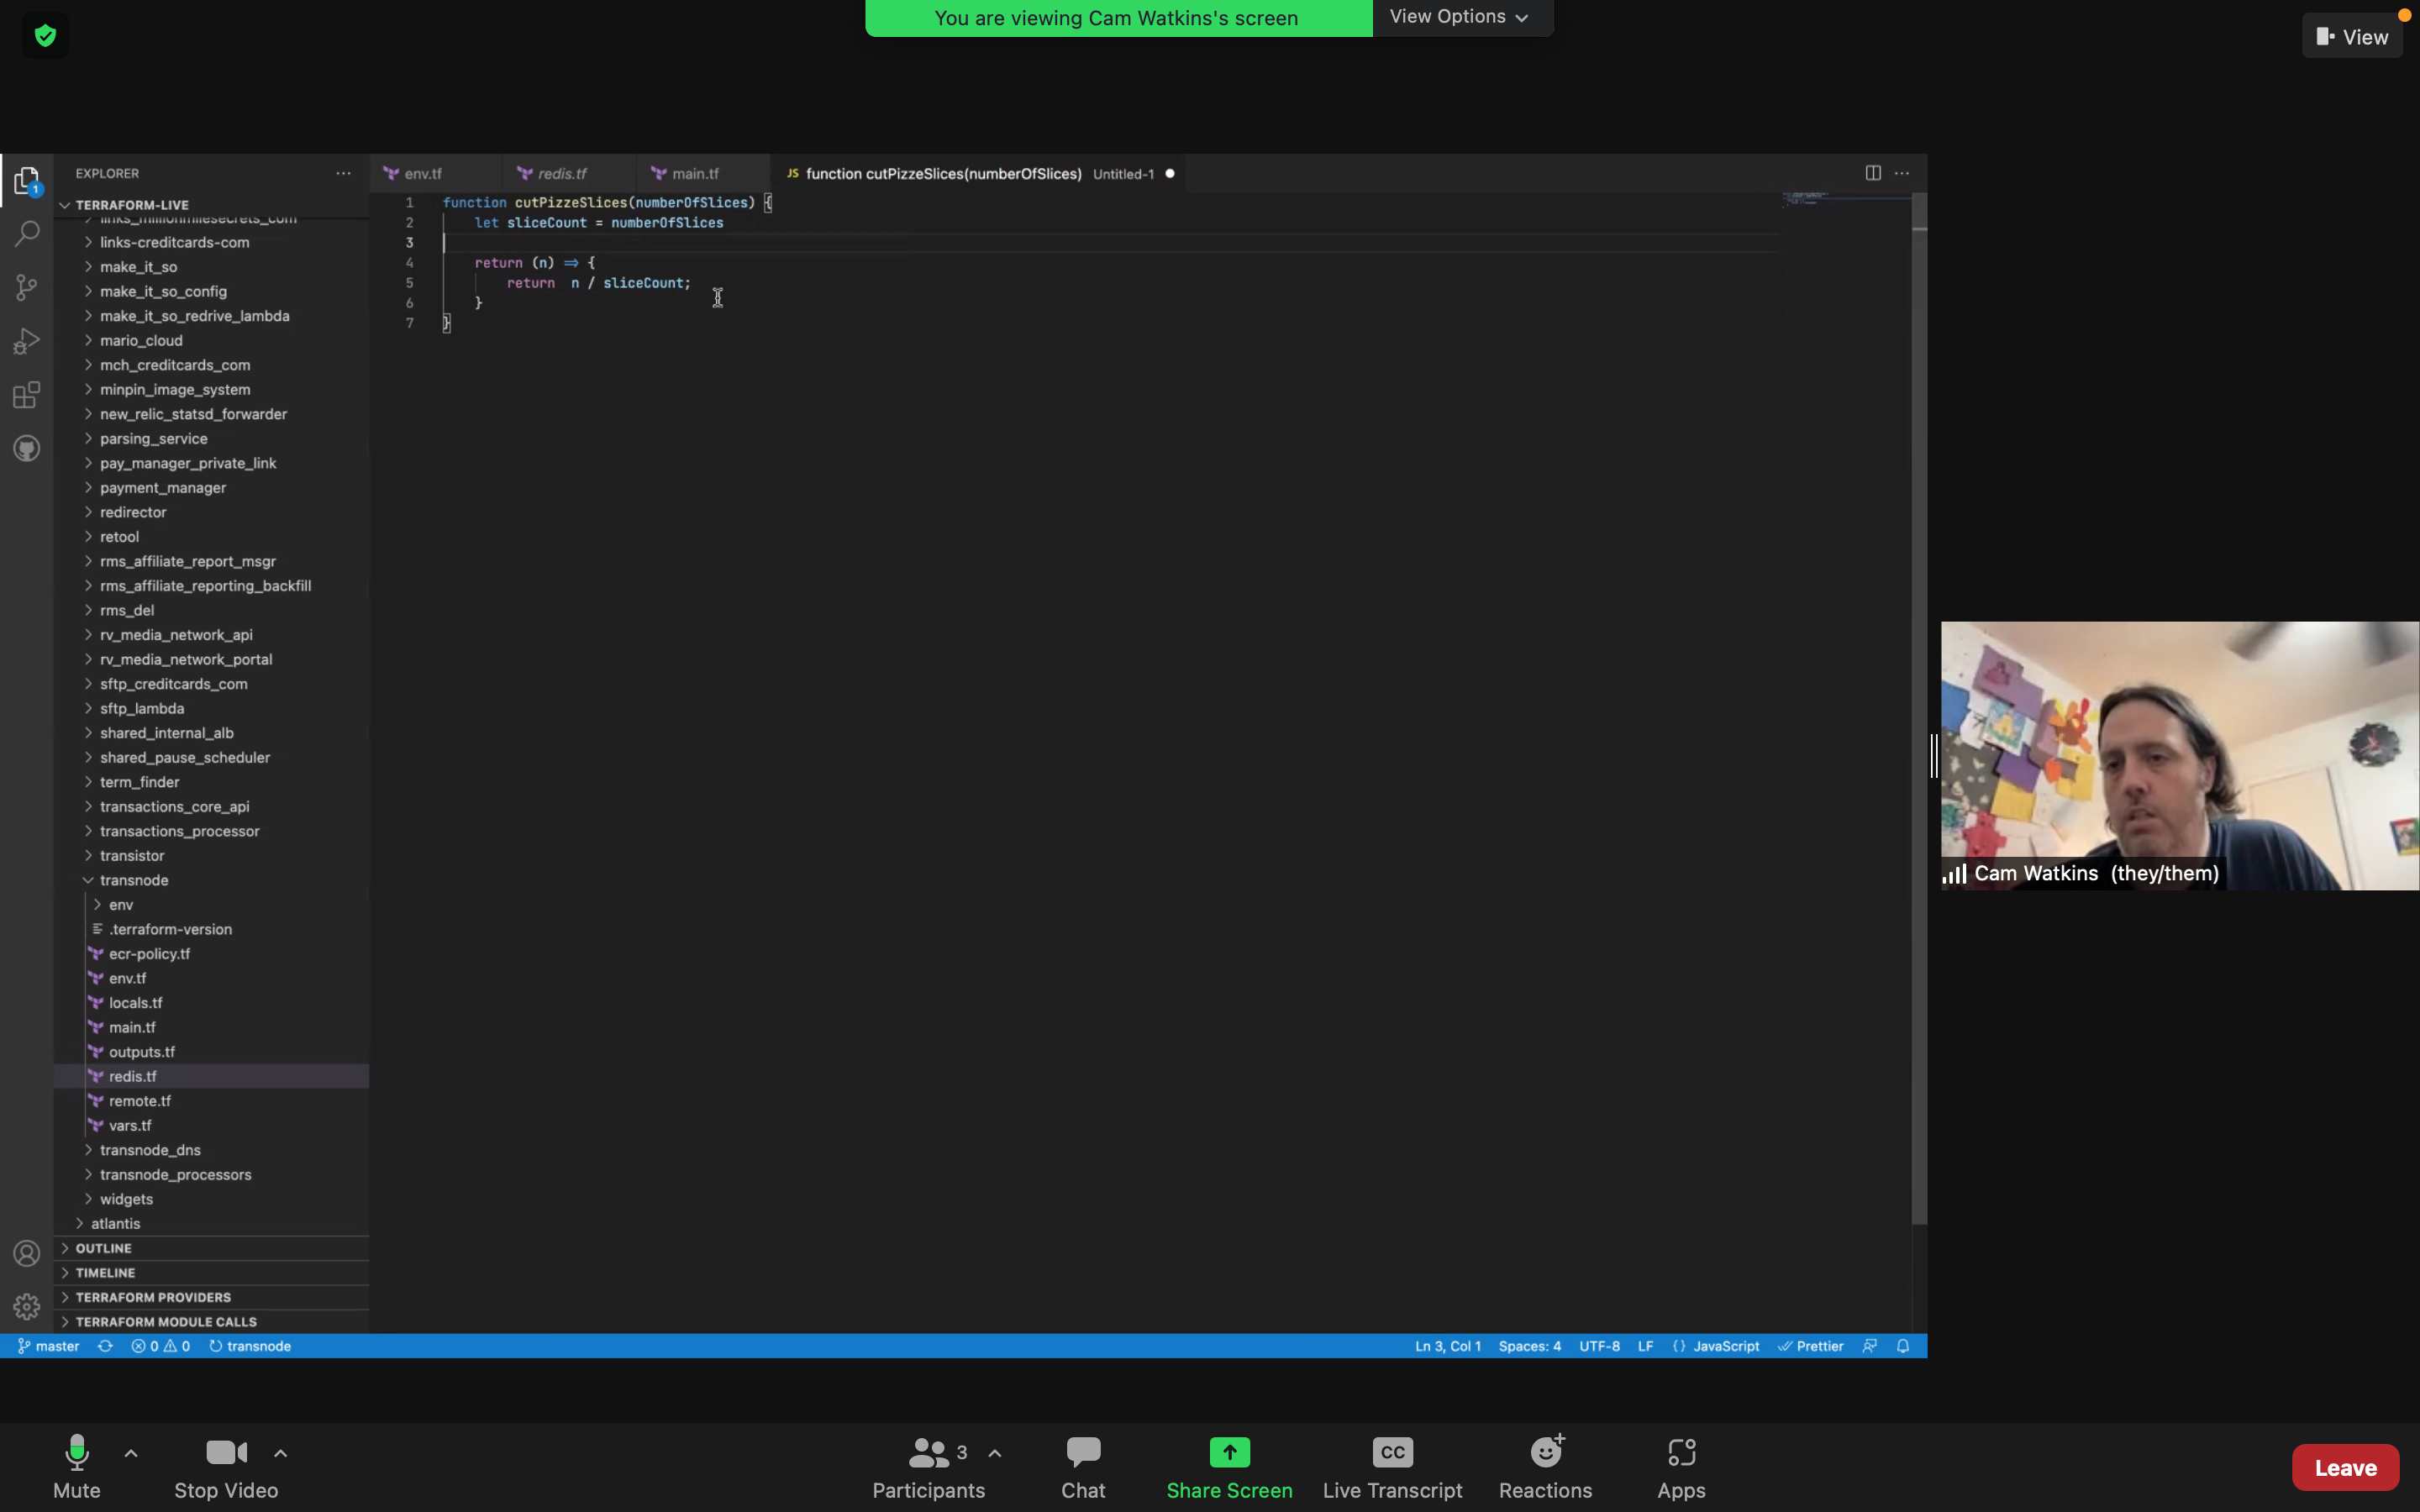 You are viewing Cam Watkins's screen
View Options
View
EXPLORER
TERRAFORM-LIVE
links_millionmilesecrets_com
links-creditcards-com
make_it_so
make_it_so_config
make_it_so_redrive_lambda
mario_cloud
mch_creditcards_com
minpin_image_system
new_relic_statsd_forwarder
parsing_service
pay_manager_private_link
payment_manager
redirector
retool
rms_affiliate_report_msgr
rms_affiliate_reporting_backfill
rms_del
rv_media_network_api
rv_media_network_portal
sftp_creditcards_com
sftp_lambda
shared_internal_alb
shared_pause_scheduler
term_finder
transactions_core_api
transactions_processor
transistor
transnode
env
.terraform-version
ecr-policy.tf
env.tf
locals.tf
main.tf
outputs.tf
redis.tf
remote.tf
vars.tf
transnode_dns
transnode_processors
widgets
atlantis
OUTLINE
TIMELINE
TERRAFORM PROVIDERS
TERRAFORM MODULE CALLS
1
env.tf redis.tf main.tf JS function cutPizzeSlices(numberOfSlices) Untitled-1
1 function cutPizzeSlices(numberOfSlices) {
2 let sliceCount = numberOfSlices
3
4 return (n) => {
5 return n / sliceCount;
6 }
7 }
Cam Watkins (they/them)
master 0 0 transnode Ln 3, Col 1 Spaces: 4 UTF-8 LF {} JavaScript Prettier
Mute Stop Video Participants 3 Chat Share Screen CC Live Transcript Reactions Apps Leave